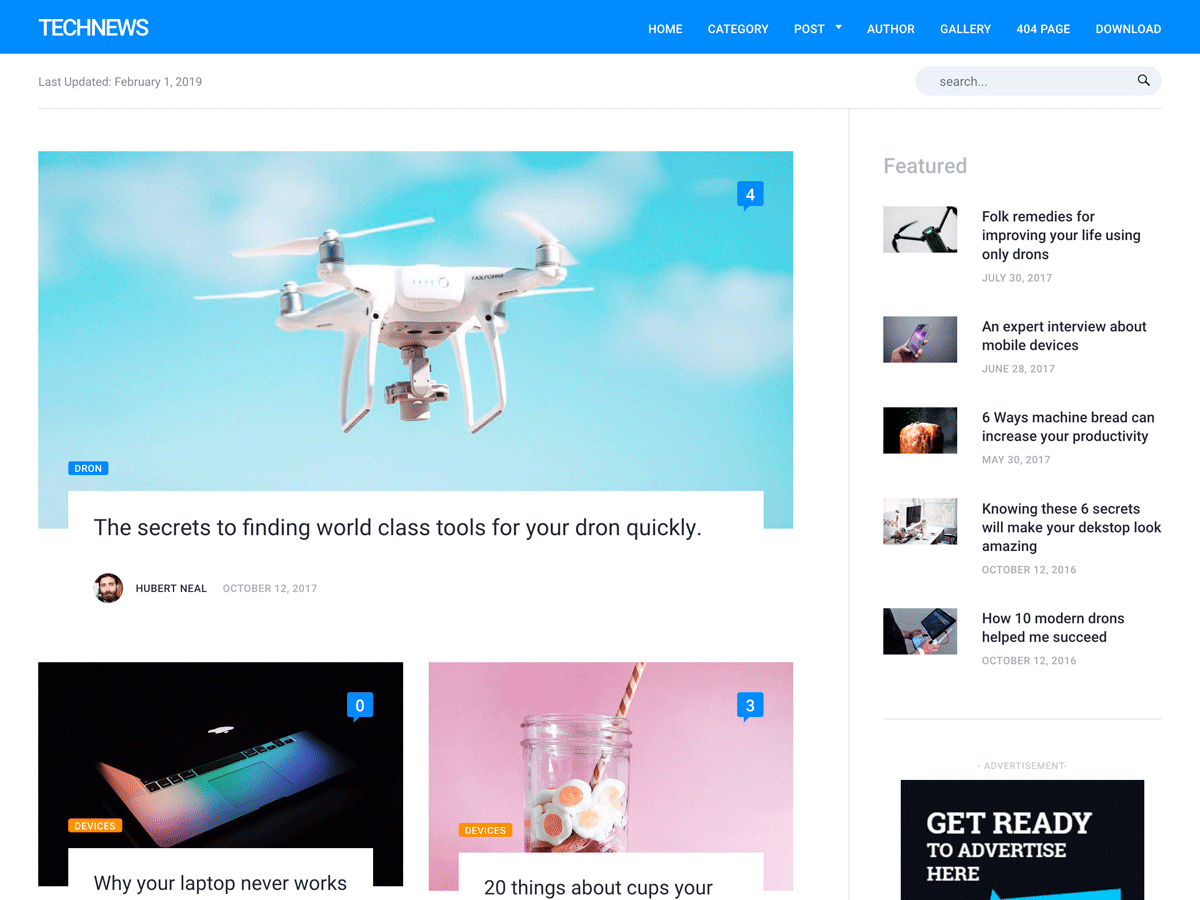 TECHNEWS
HOME CATEGORY POST AUTHOR GALLERY 404 PAGE DOWNLOAD
Last Updated: February 1, 2019
search...
4
DRON
The secrets to finding world class tools for your dron quickly.
HUBERT NEAL OCTOBER 12, 2017
0
DEVICES
Why your laptop never works
3
DEVICES
20 things about cups your
Featured
Folk remedies for
improving your life using
only drons
JULY 30, 2017
An expert interview about
mobile devices
JUNE 28, 2017
6 Ways machine bread can
increase your productivity
MAY 30, 2017
Knowing these 6 secrets
will make your dekstop look
amazing
OCTOBER 12, 2016
How 10 modern drons
helped me succeed
OCTOBER 12, 2016
- ADVERTISEMENT-
GET READY
TO ADVERTISE
HERE